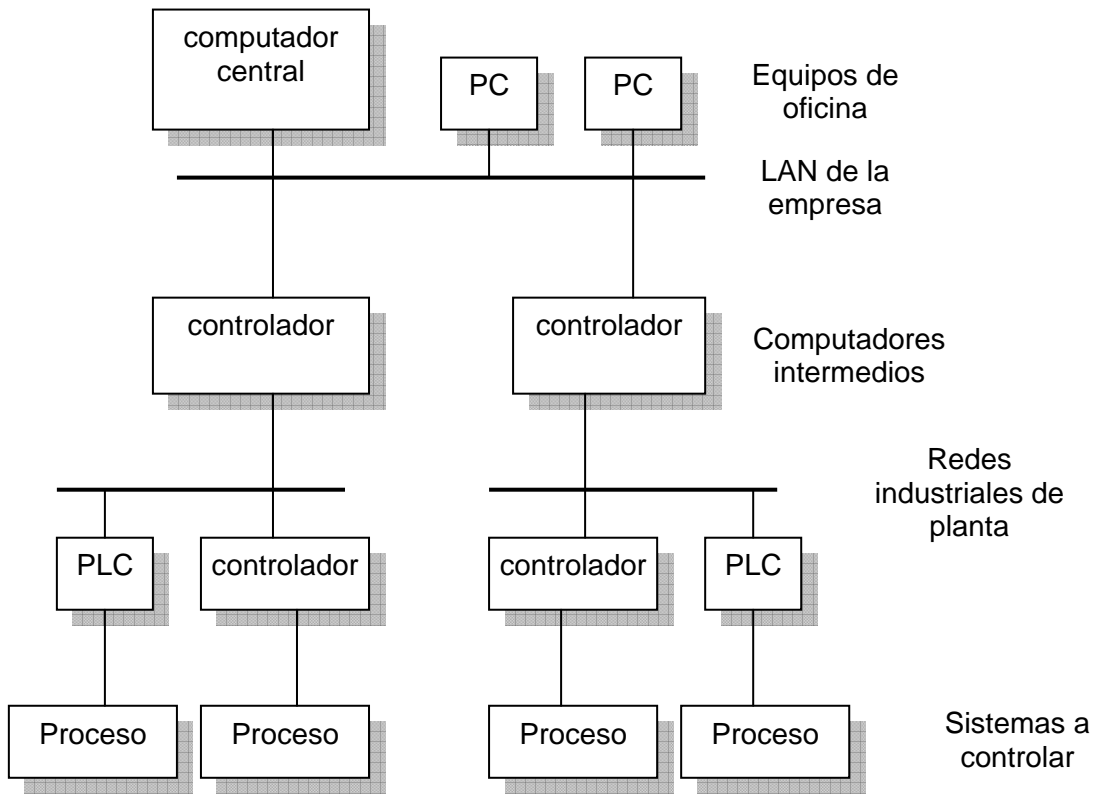 computador
central
PC
PC
Equipos de
oficina
LAN de la
empresa
controlador
controlador
Computadores
intermedios
Redes
industriales de
planta
PLC
controlador
controlador
PLC
Proceso
Proceso
Proceso
Proceso
Sistemas a
controlar